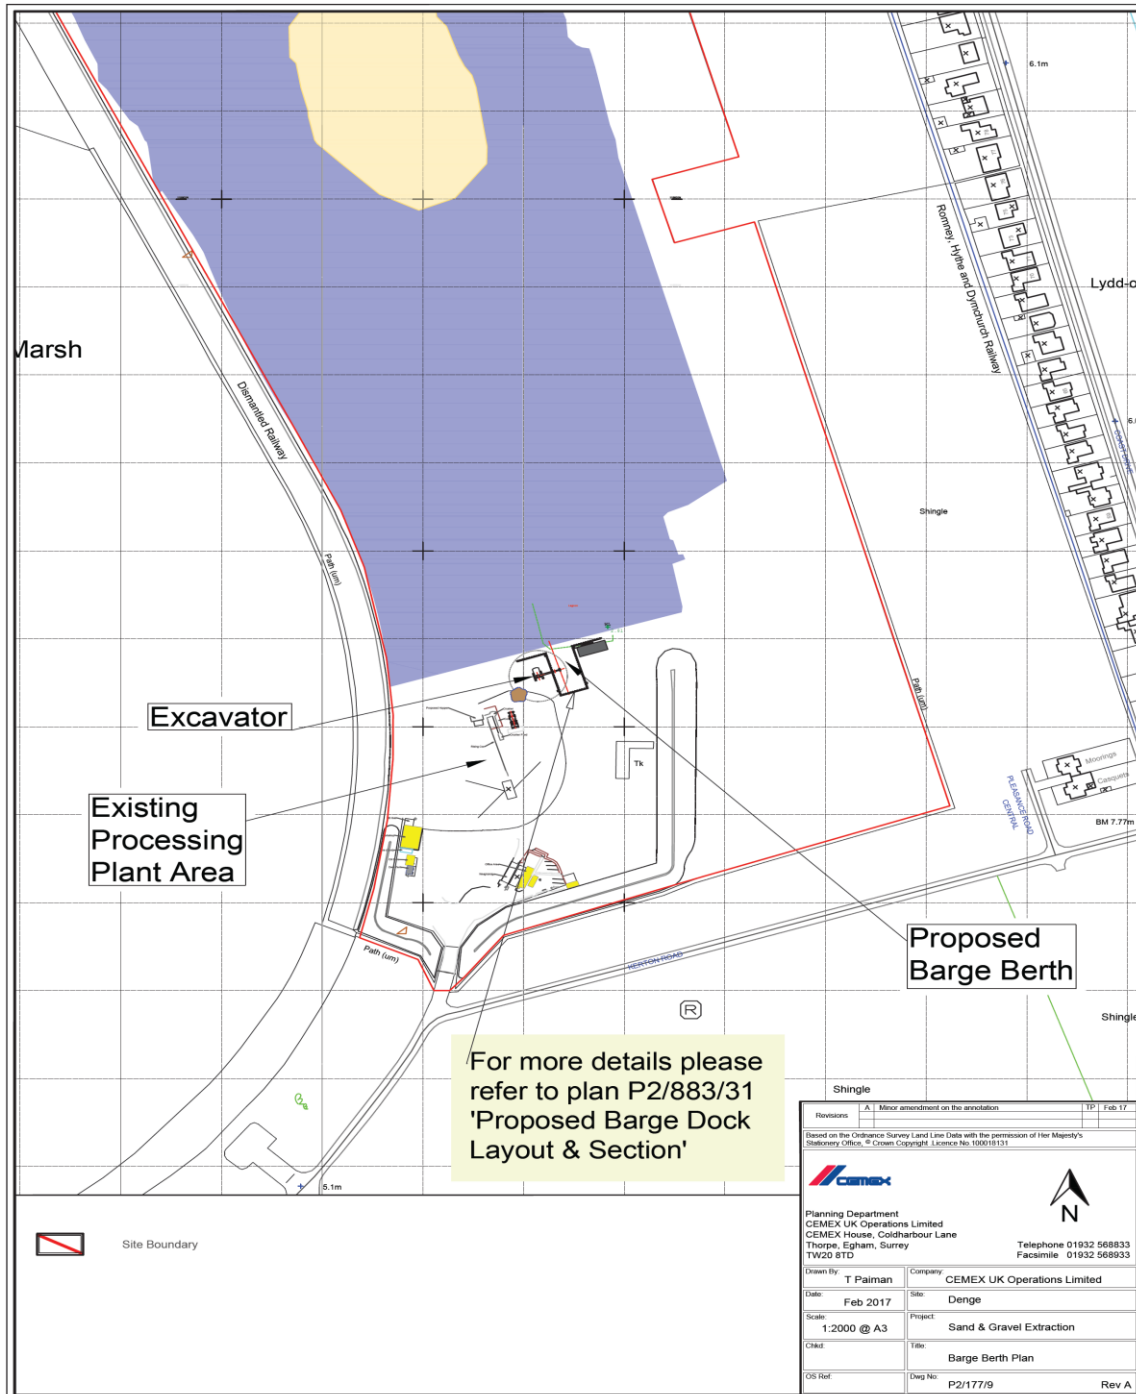 6.1m
Romney, Hythe and Dymchurch Railway
Lydd-o
Marsh
Dismantled Railway
COAST DRIVE
6.
Shingle
Path (um)
Path (um)
Excavator
Tk
Existing
Processing
Plant Area
PLEASANCE ROAD
CENTRAL
Moorings
Casquets
BM 7.77m
Proposed
Barge Berth
Path (um)
KERTON ROAD
R
Shingle
For more details please
refer to plan P2/883/31
'Proposed Barge Dock
Layout & Section'
Shingle
5.1m
Site Boundary
Revisions A Minor amendment on the annotation TP Feb 17
Based on the Ordnance Survey Land Line Data with the permission of Her Majesty's
Stationery Office, © Crown Copyright. Licence No.100018131
CEMEX
N
Planning Department
CEMEX UK Operations Limited
CEMEX House, Coldharbour Lane
Thorpe, Egham, Surrey
TW20 8TD
Telephone 01932 568833
Facsimile 01932 568933
Drawn By: T Paiman
Company: CEMEX UK Operations Limited
Date: Feb 2017
Site: Denge
Scale: 1:2000 @ A3
Project: Sand & Gravel Extraction
Chkd:
Title: Barge Berth Plan
OS Ref:
Dwg No: P2/177/9 Rev A